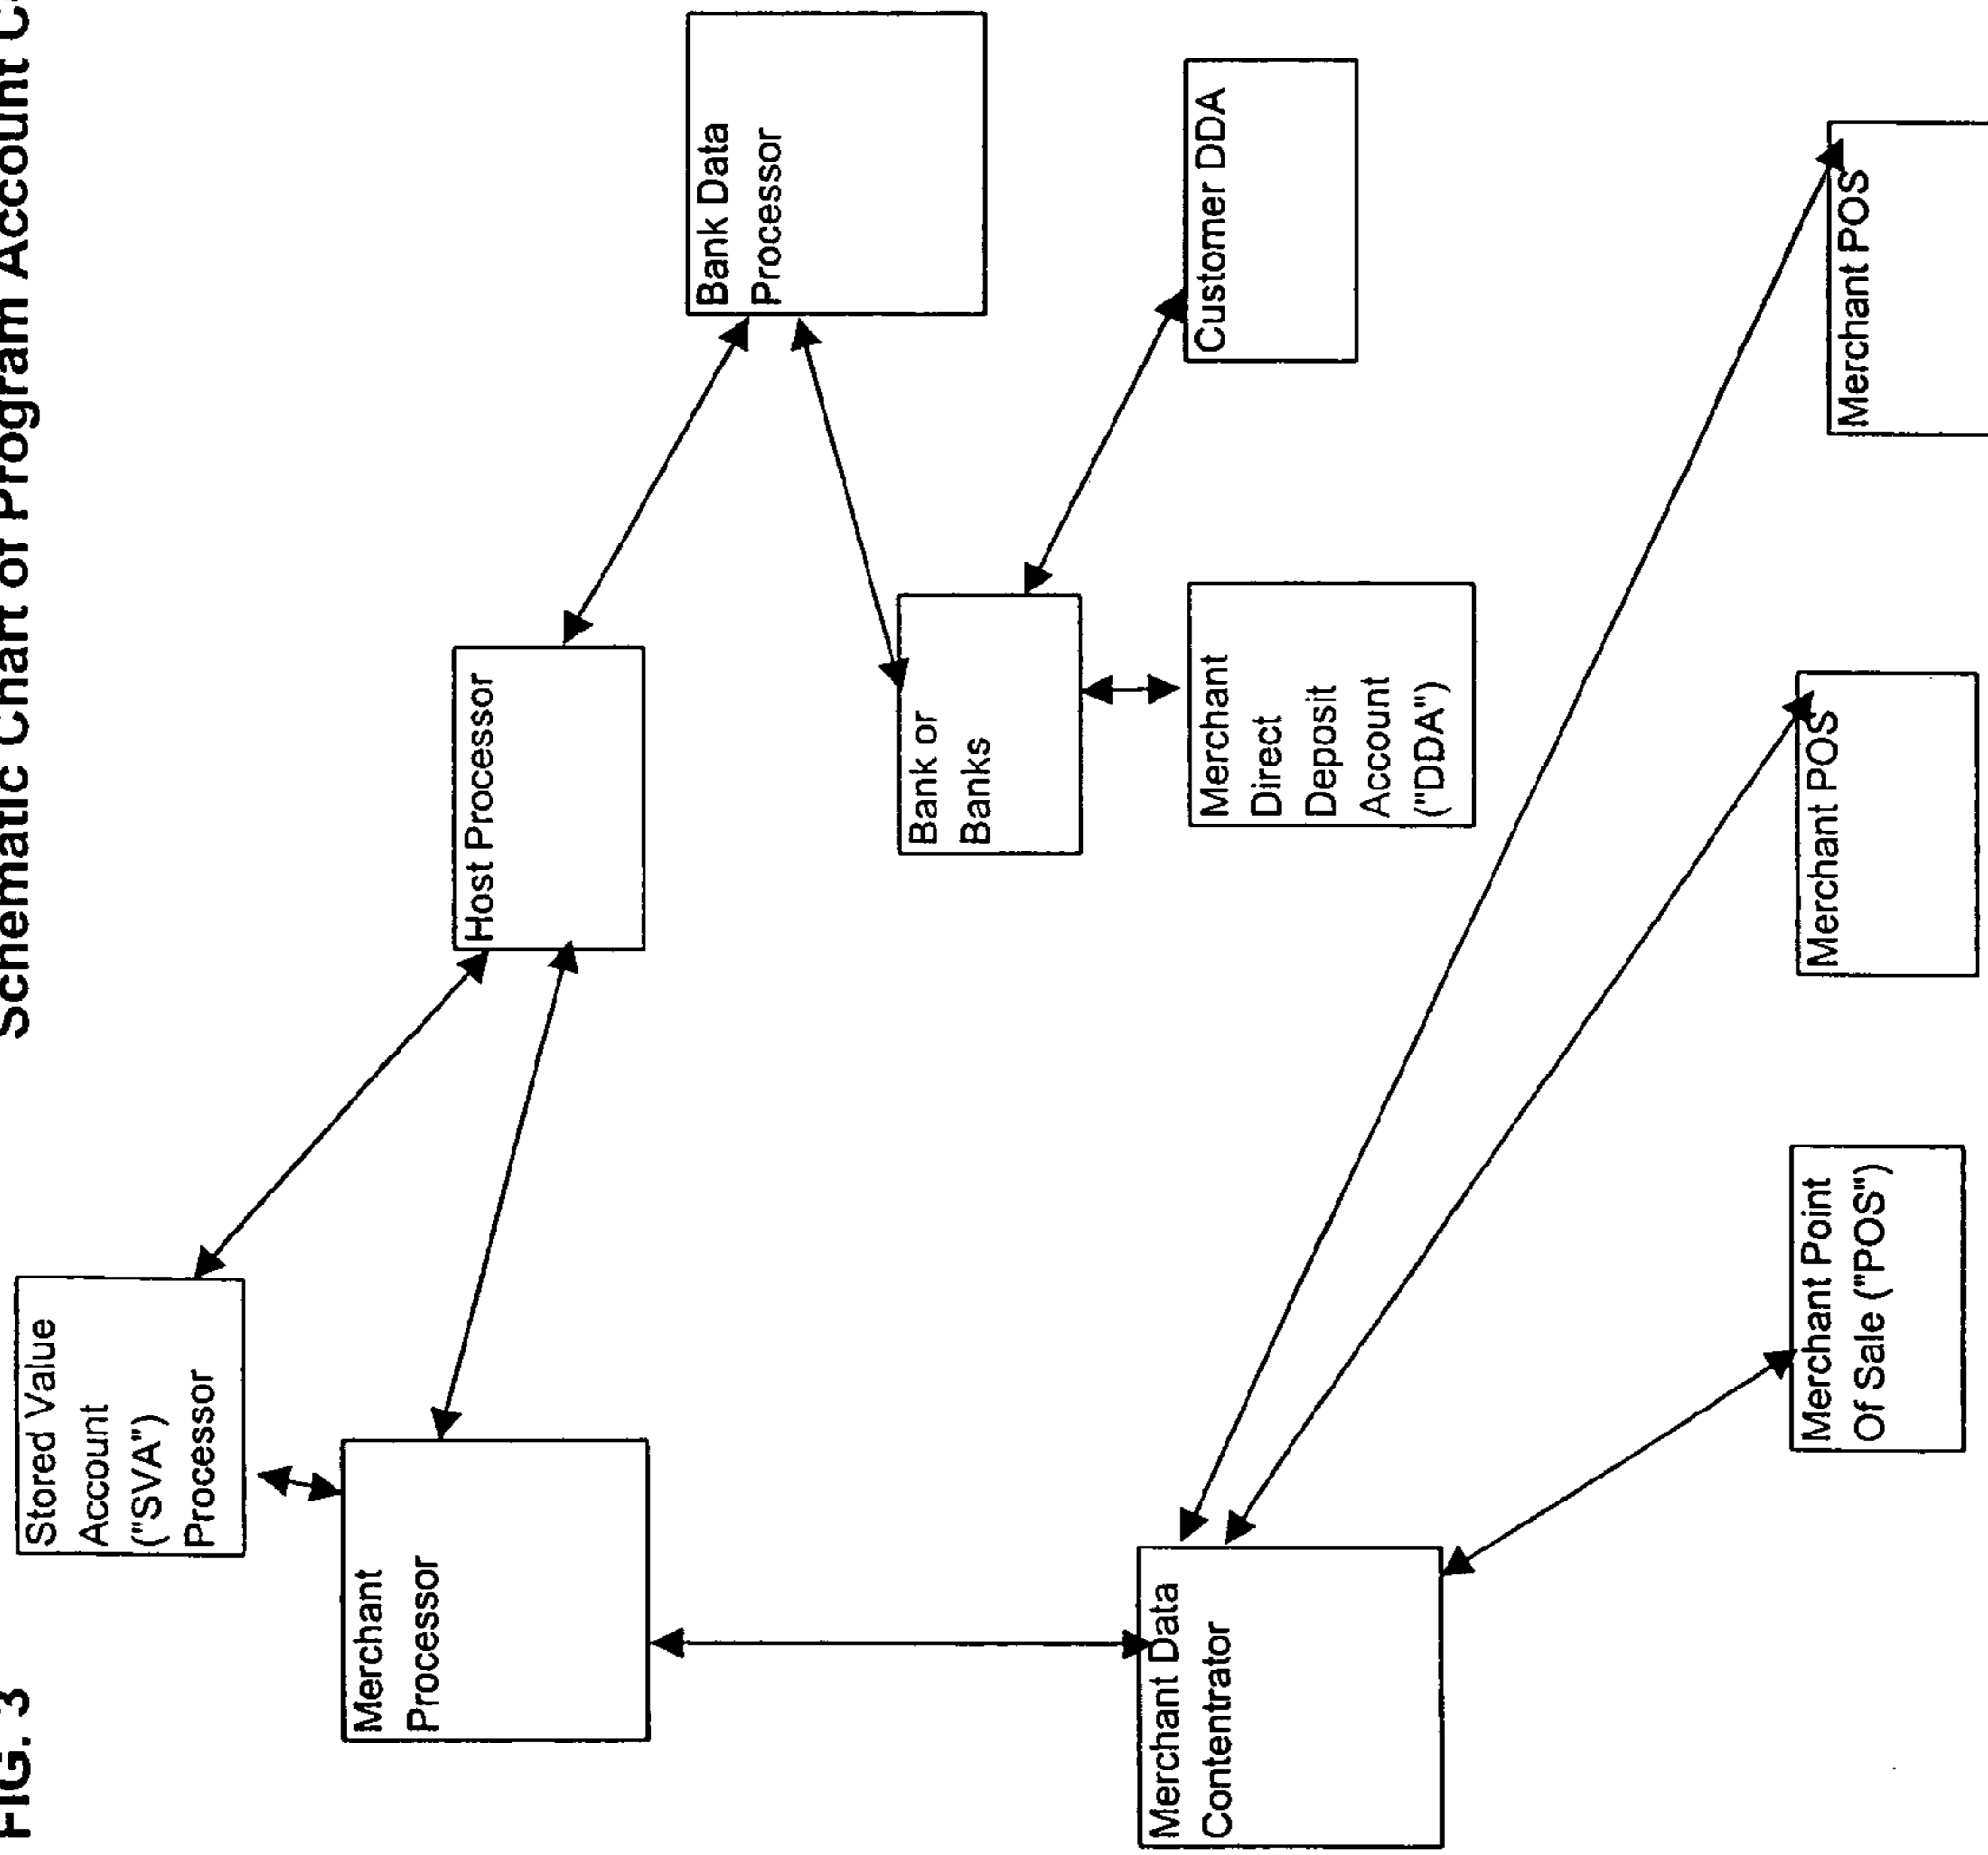 FIG. 3
Schematic Chart of Program Account
Stored Value
Account
("SVA")
Processor
Merchant
Processor
Host Processor
Bank Data
Processor
Bank or
Banks
Customer DDA
Merchant
Direct
Deposit
Account
("DDA")
Merchant Data
Contentrator
Merchant Point
Of Sale ("POS")
Merchant POS
Merchant POS